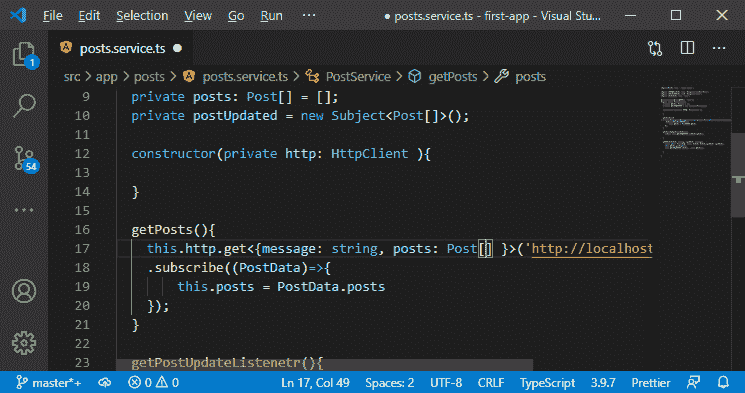 File Edit Selection View Go Run ··· ● posts.service.ts - first-app - Visual Stu...
posts.service.ts ●
src > app > posts > posts.service.ts > PostService > getPosts > posts
1
54
9 private posts: Post[] = [];
10 private postUpdated = new Subject<Post[]>();
11
12 constructor(private http: HttpClient ){
13
14 }
15
16 getPosts(){
17 this.http.get<{message: string, posts: Post[] }>('http://localhost
18 .subscribe((PostData)=>{
19 this.posts = PostData.posts
20 });
21 }
22
23 getPostUpdateListenetr(){
master*+ 0 0 Ln 17, Col 49 Spaces: 2 UTF-8 CRLF TypeScript 3.9.7 Prettier